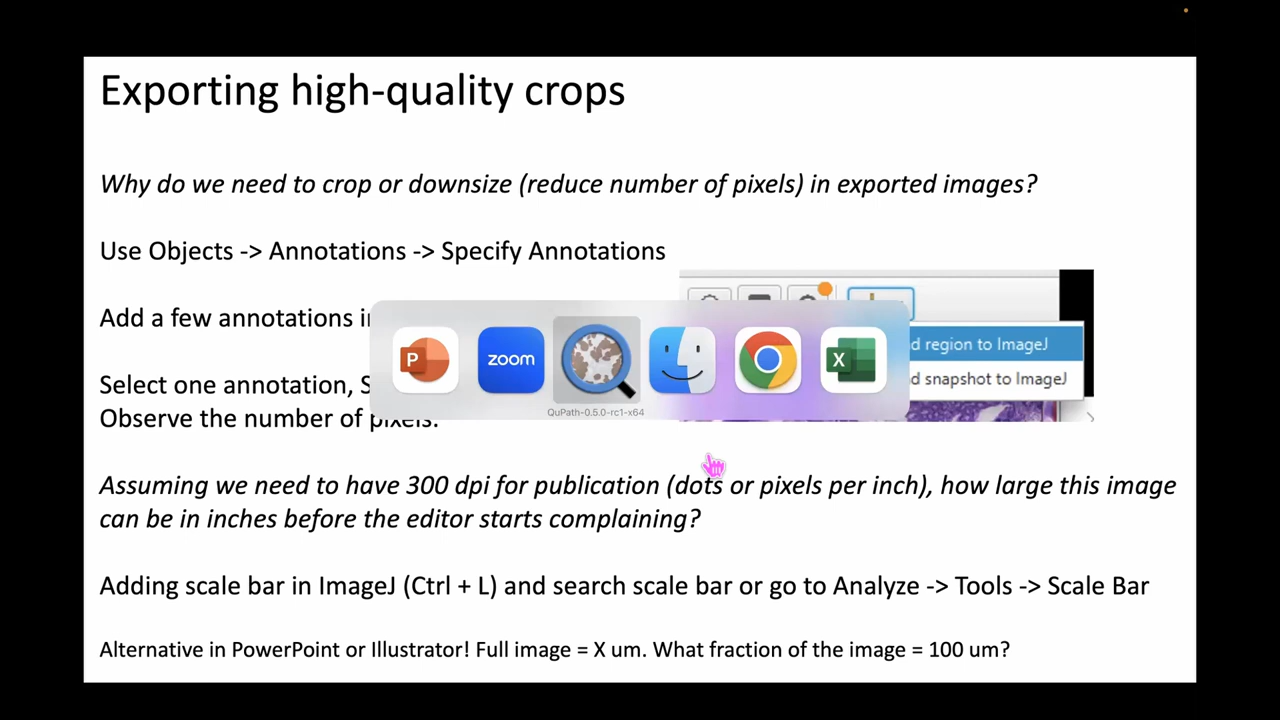 Exporting high-quality crops
Why do we need to crop or downsize (reduce number of pixels) in exported images?
Use Objects -> Annotations -> Specify Annotations
Add a few annotations i
Select one annotation, S
Observe the number of pixels.
d region to ImageJ
d snapshot to ImageJ
P
zoom
X
QuPath-0.5.0-rc1-x64
Assuming we need to have 300 dpi for publication (dots or pixels per inch), how large this image
can be in inches before the editor starts complaining?
Adding scale bar in ImageJ (Ctrl + L) and search scale bar or go to Analyze -> Tools -> Scale Bar
Alternative in PowerPoint or Illustrator! Full image = X um. What fraction of the image = 100 um?